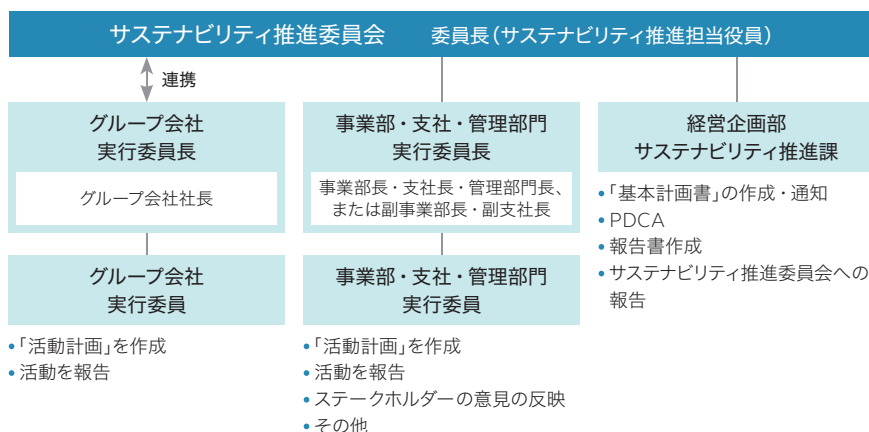 サステナビリティ推進委員会 委員長（サステナビリティ推進担当役員）
連携
グループ会社
実行委員長
グループ会社社長
グループ会社
実行委員
•「活動計画」を作成
• 活動を報告
事業部・支社・管理部門
実行委員長
事業部長・支社長・管理部門長、
または副事業部長・副支社長
事業部・支社・管理部門
実行委員
•「活動計画」を作成
• 活動を報告
• ステークホルダーの意見の反映
• その他
経営企画部
サステナビリティ推進課
•「基本計画書」の作成・通知
• PDCA
• 報告書作成
• サステナビリティ推進委員会への
報告